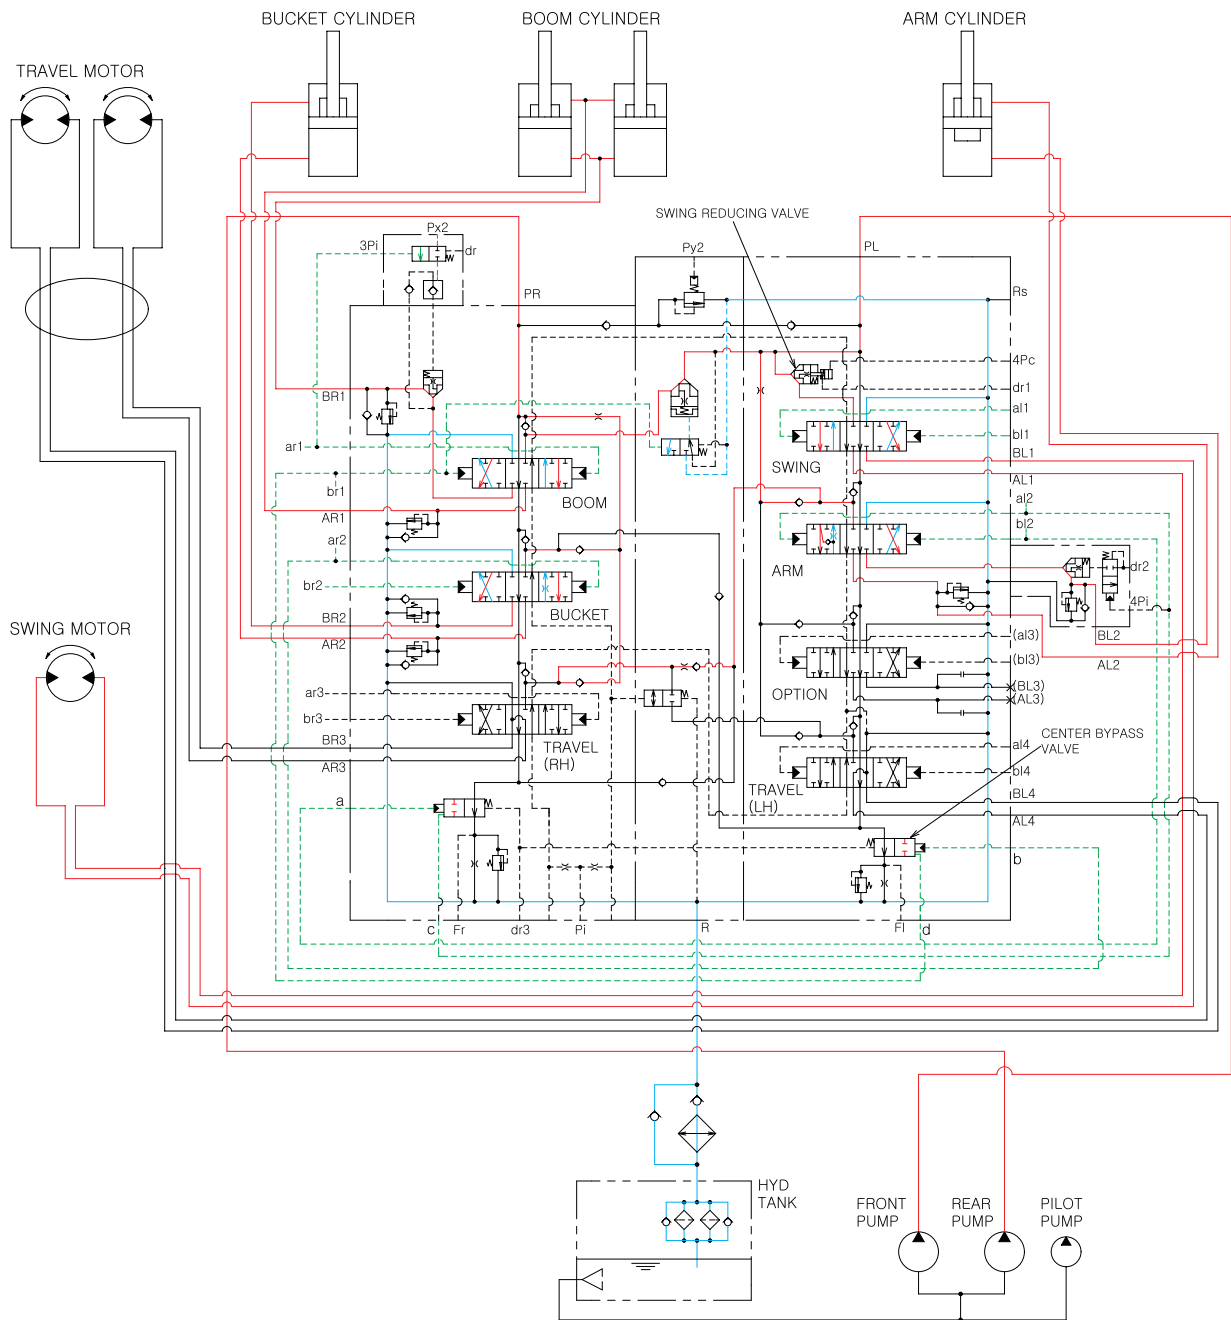 BUCKET CYLINDER
BOOM CYLINDER
ARM CYLINDER
TRAVEL MOTOR
SWING REDUCING VALVE
Px2
3Pi
dr
Py2
PL
PR
Rs
4Pc
dr1
BR1
al1
ar1
bl1
BL1
SWING
BOOM
AL1
br1
al2
AR1
bl2
ar2
ARM
dr2
br2
4Pi
BUCKET
BR2
BL2
SWING MOTOR
AR2
(al3)
AL2
(bl3)
ar3
OPTION
(BL3)
(AL3)
br3
CENTER BYPASS
VALVE
BR3
TRAVEL
(RH)
al4
AR3
bl4
TRAVEL
(LH)
BL4
a
AL4
b
c
Fr
dr3
Pi
R
Fl
d
HYD
TANK
FRONT
PUMP
REAR
PUMP
PILOT
PUMP